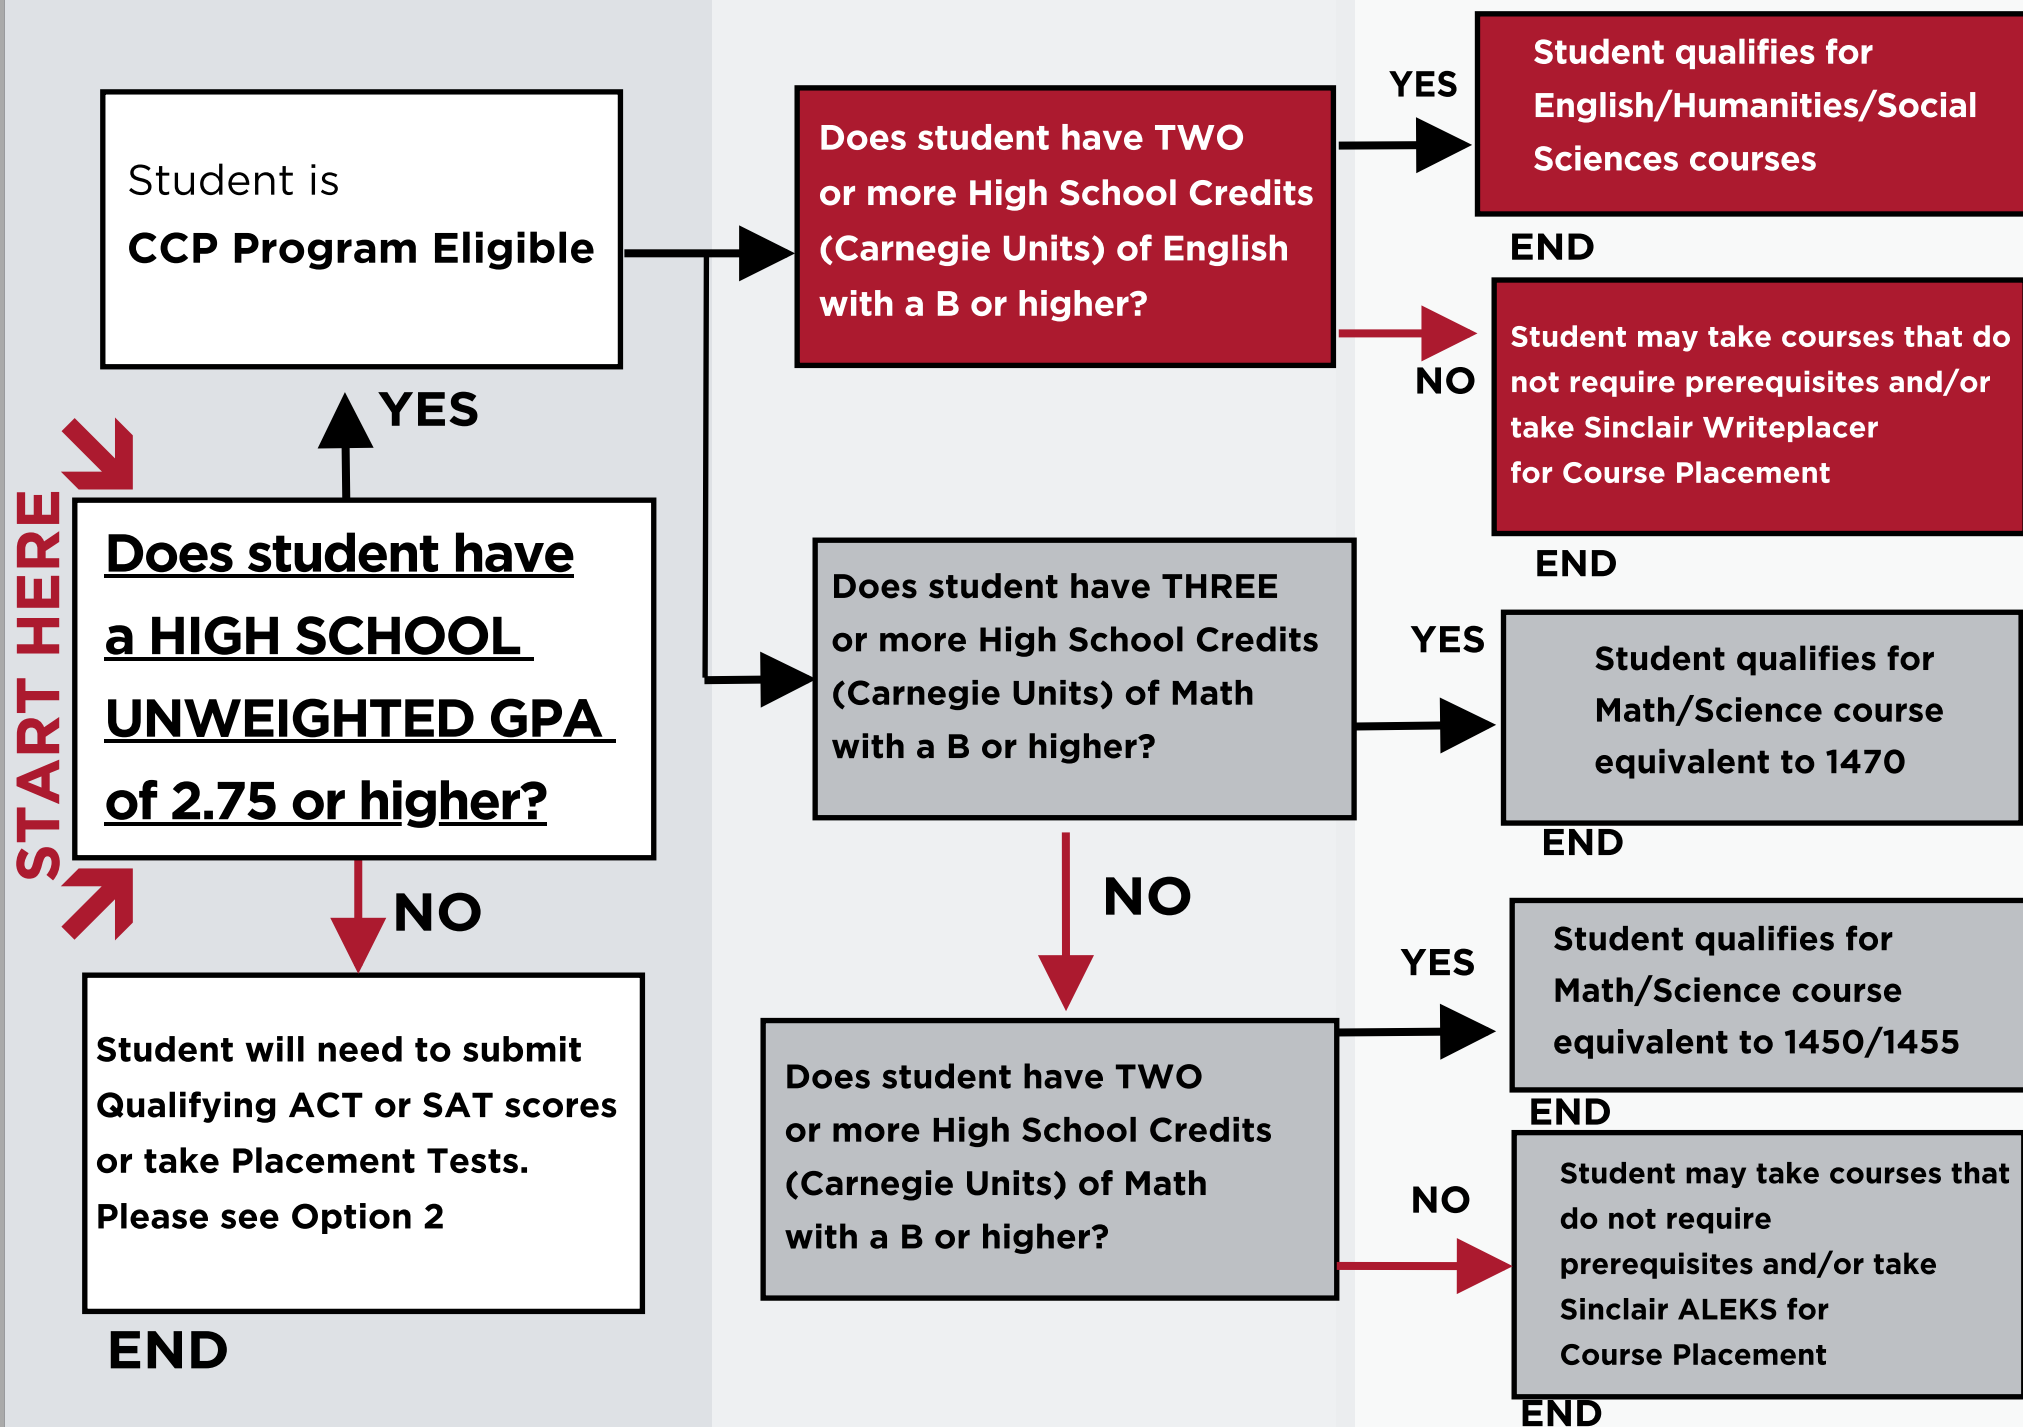 START HERE
Does student have
a HIGH SCHOOL
UNWEIGHTED GPA
of 2.75 or higher?
YES
Student is
CCP Program Eligible
NO
Student will need to submit
Qualifying ACT or SAT scores
or take Placement Tests.
Please see Option 2
END
Does student have TWO
or more High School Credits
(Carnegie Units) of English
with a B or higher?
YES
Student qualifies for
English/Humanities/Social
Sciences courses
END
NO
Student may take courses that do
not require prerequisites and/or
take Sinclair Writeplacer
for Course Placement
END
Does student have THREE
or more High School Credits
(Carnegie Units) of Math
with a B or higher?
YES
Student qualifies for
Math/Science course
equivalent to 1470
END
NO
Does student have TWO
or more High School Credits
(Carnegie Units) of Math
with a B or higher?
YES
Student qualifies for
Math/Science course
equivalent to 1450/1455
END
NO
Student may take courses that
do not require
prerequisites and/or take
Sinclair ALEKS for
Course Placement
END